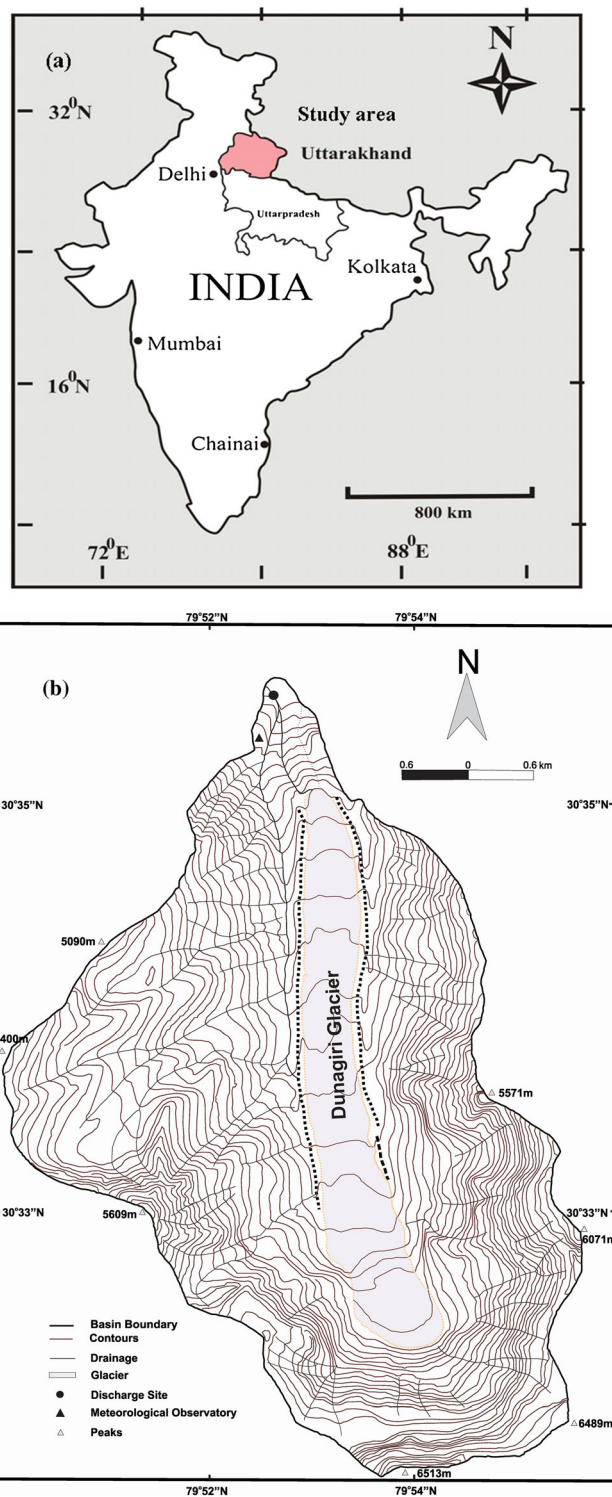 (a)
N
32⁰N
Study area
Uttarakhand
Delhi
Uttarpradesh
Kolkata
INDIA
Mumbai
16⁰N
Chainai
800 km
72⁰E
88⁰E
79°52"N
79°54"N
(b)
N
0.6
0
0.6 km
30°35"N
30°35"N
5090m
400m
Dunagiri Glacier
5571m
30°33"N
5609m
30°33"N
6071m
Basin Boundary
Contours
Drainage
Glacier
Discharge Site
Meteorological Observatory
Peaks
6489m
6513m
79°52"N
79°54"N